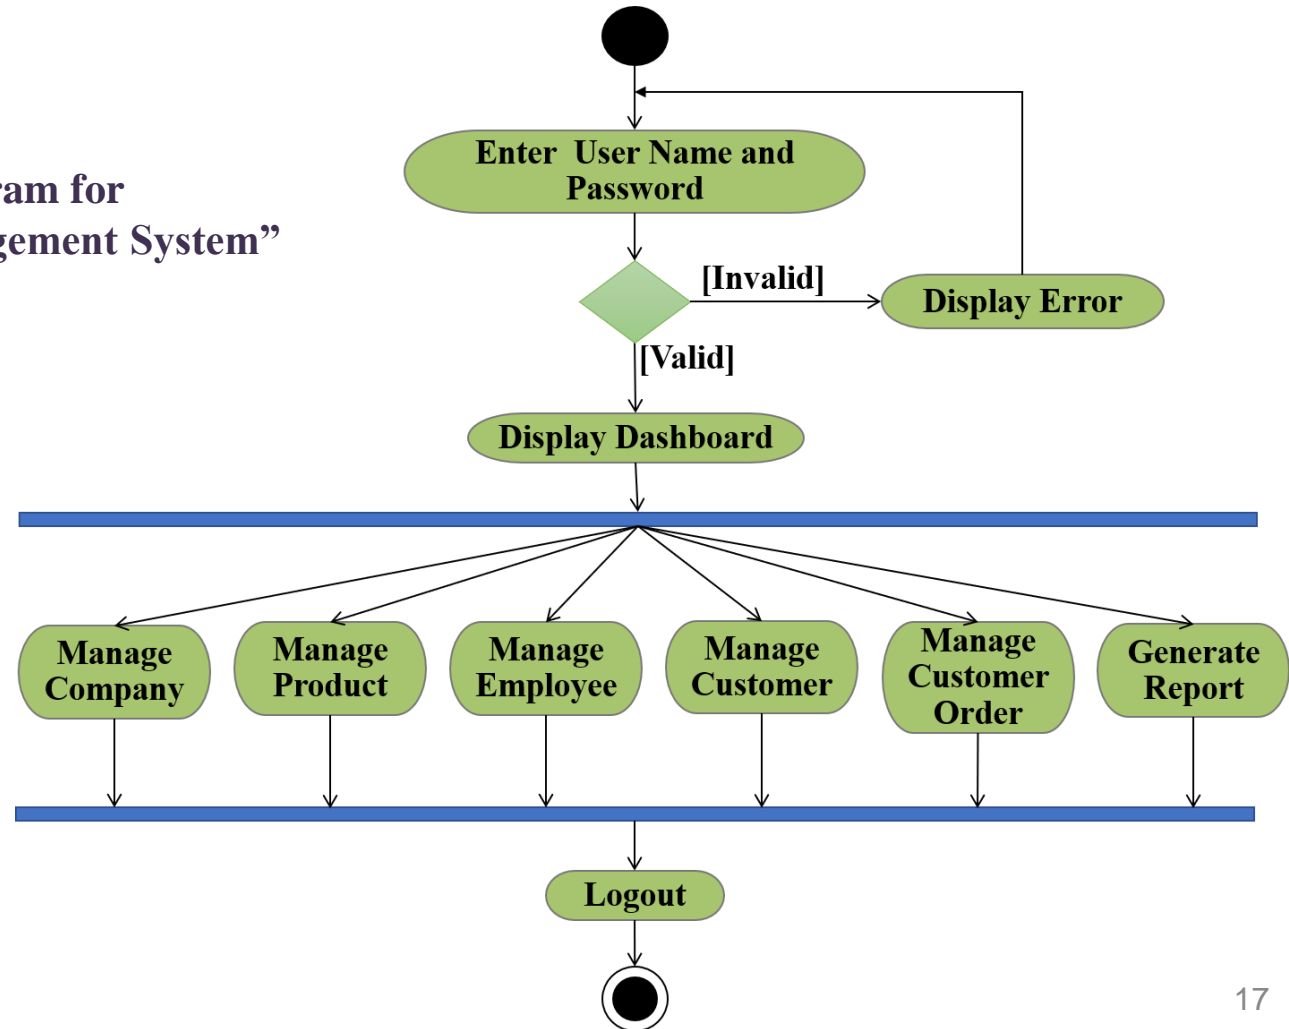 Enter User Name and
Password
ram for
gement System”
[Invalid]
Display Error
[Valid]
Display Dashboard
Manage
Company
Manage
Product
Manage
Employee
Manage
Customer
Manage
Customer
Order
Generate
Report
Logout
17